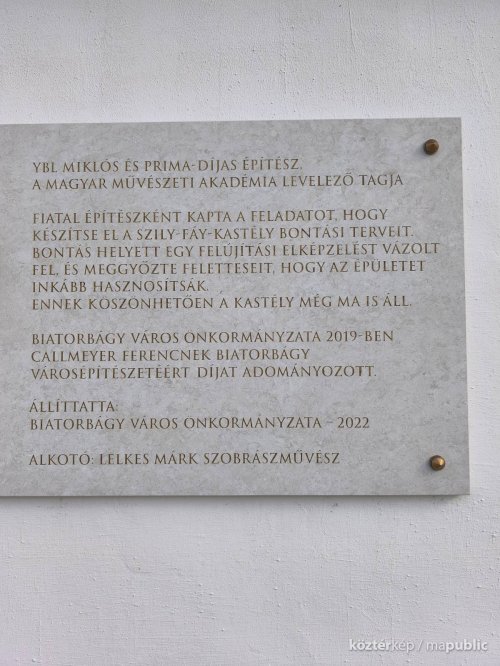 YBL MIKLÓS ÉS PRIMA-DÍJAS ÉPÍTÉSZ,
A MAGYAR MŰVÉSZETI AKADÉMIA LEVELEZŐ TAGJA
FIATAL ÉPÍTÉSZKÉNT KAPTA A FELADATOT, HOGY
KÉSZÍTSE EL A SZILY-FÁY-KASTÉLY BONTÁSI TERVEIT.
BONTÁS HELYETT EGY FELÚJÍTÁSI ELKÉPZELÉST VÁZOLT
FEL, ÉS MEGGYŐZTE FELETTESEIT, HOGY AZ ÉPÜLETET
INKÁBB HASZNOSÍTSÁK.
ENNEK KÖSZÖNHETŐEN A KASTÉLY MÉG MA IS ÁLL.
BIATORBÁGY VÁROS ÖNKORMÁNYZATA 2019-BEN
CALLMEYER FERENCNEK BIATORBÁGY
VÁROSÉPÍTÉSZETÉÉRT DÍJAT ADOMÁNYOZOTT.
ÁLLÍTTATTA:
BIATORBÁGY VÁROS ÖNKORMÁNYZATA – 2022
ALKOTÓ: LELKES MÁRK SZOBRÁSZMŰVÉSZ
köztérkép / mapublic